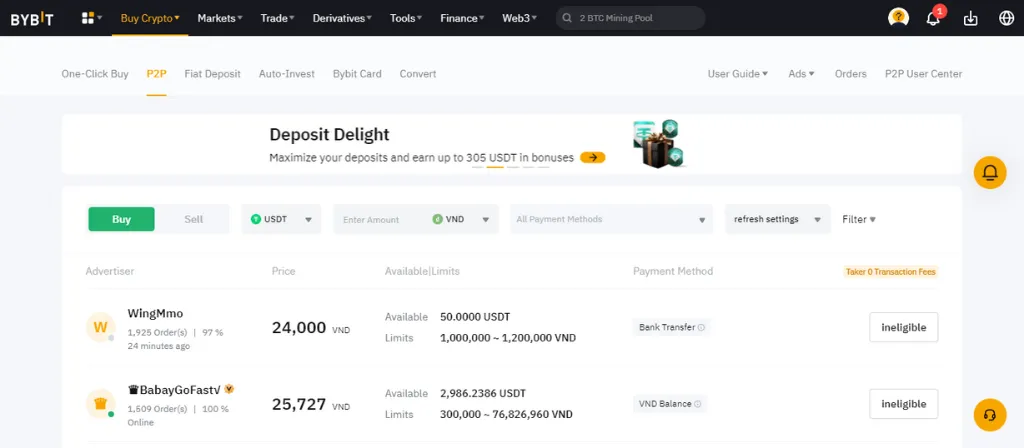 BYBIT Buy Crypto Markets Trade Derivatives Tools Finance Web3 2 BTC Mining Pool ? 1
One-Click Buy P2P Fiat Deposit Auto-Invest Bybit Card Convert User Guide Ads Orders P2P User Center
Deposit Delight
Maximize your deposits and earn up to 305 USDT in bonuses
Buy Sell USDT Enter Amount VND All Payment Methods refresh settings Filter
Advertiser Price Available|Limits Payment Method Taker 0 Transaction Fees
W WingMmo
1,925 Order(s) | 97 %
24 minutes ago
24,000 VND
Available 50.0000 USDT
Limits 1,000,000 ~ 1,200,000 VND
Bank Transfer
ineligible
♛BabayGoFast√
1,509 Order(s) | 100 %
Online
25,727 VND
Available 2,986.2386 USDT
Limits 300,000 ~ 76,826,960 VND
VND Balance
ineligible